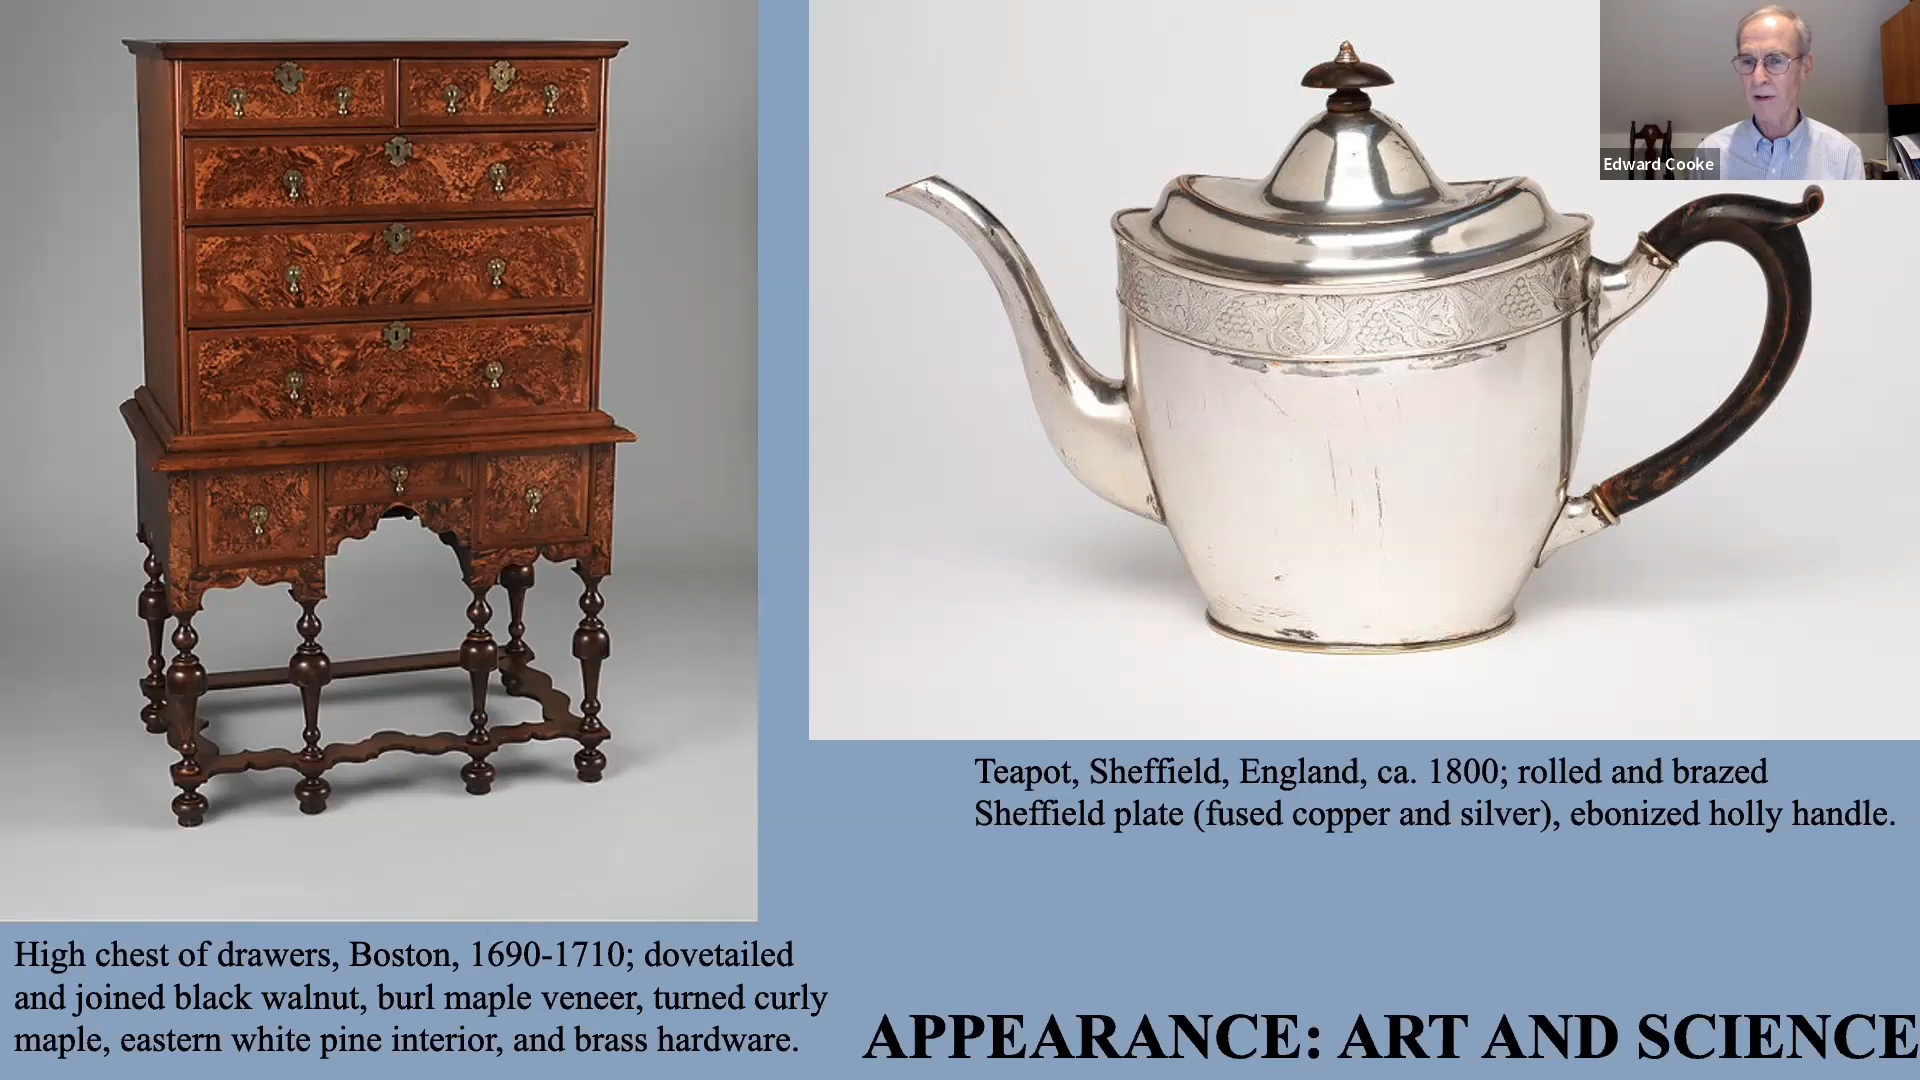 Edward Cooke
Teapot, Sheffield, England, ca. 1800; rolled and brazed
Sheffield plate (fused copper and silver), ebonized holly handle.
High chest of drawers, Boston, 1690-1710; dovetailed
and joined black walnut, burl maple veneer, turned curly
maple, eastern white pine interior, and brass hardware.
APPEARANCE: ART AND SCIENCE